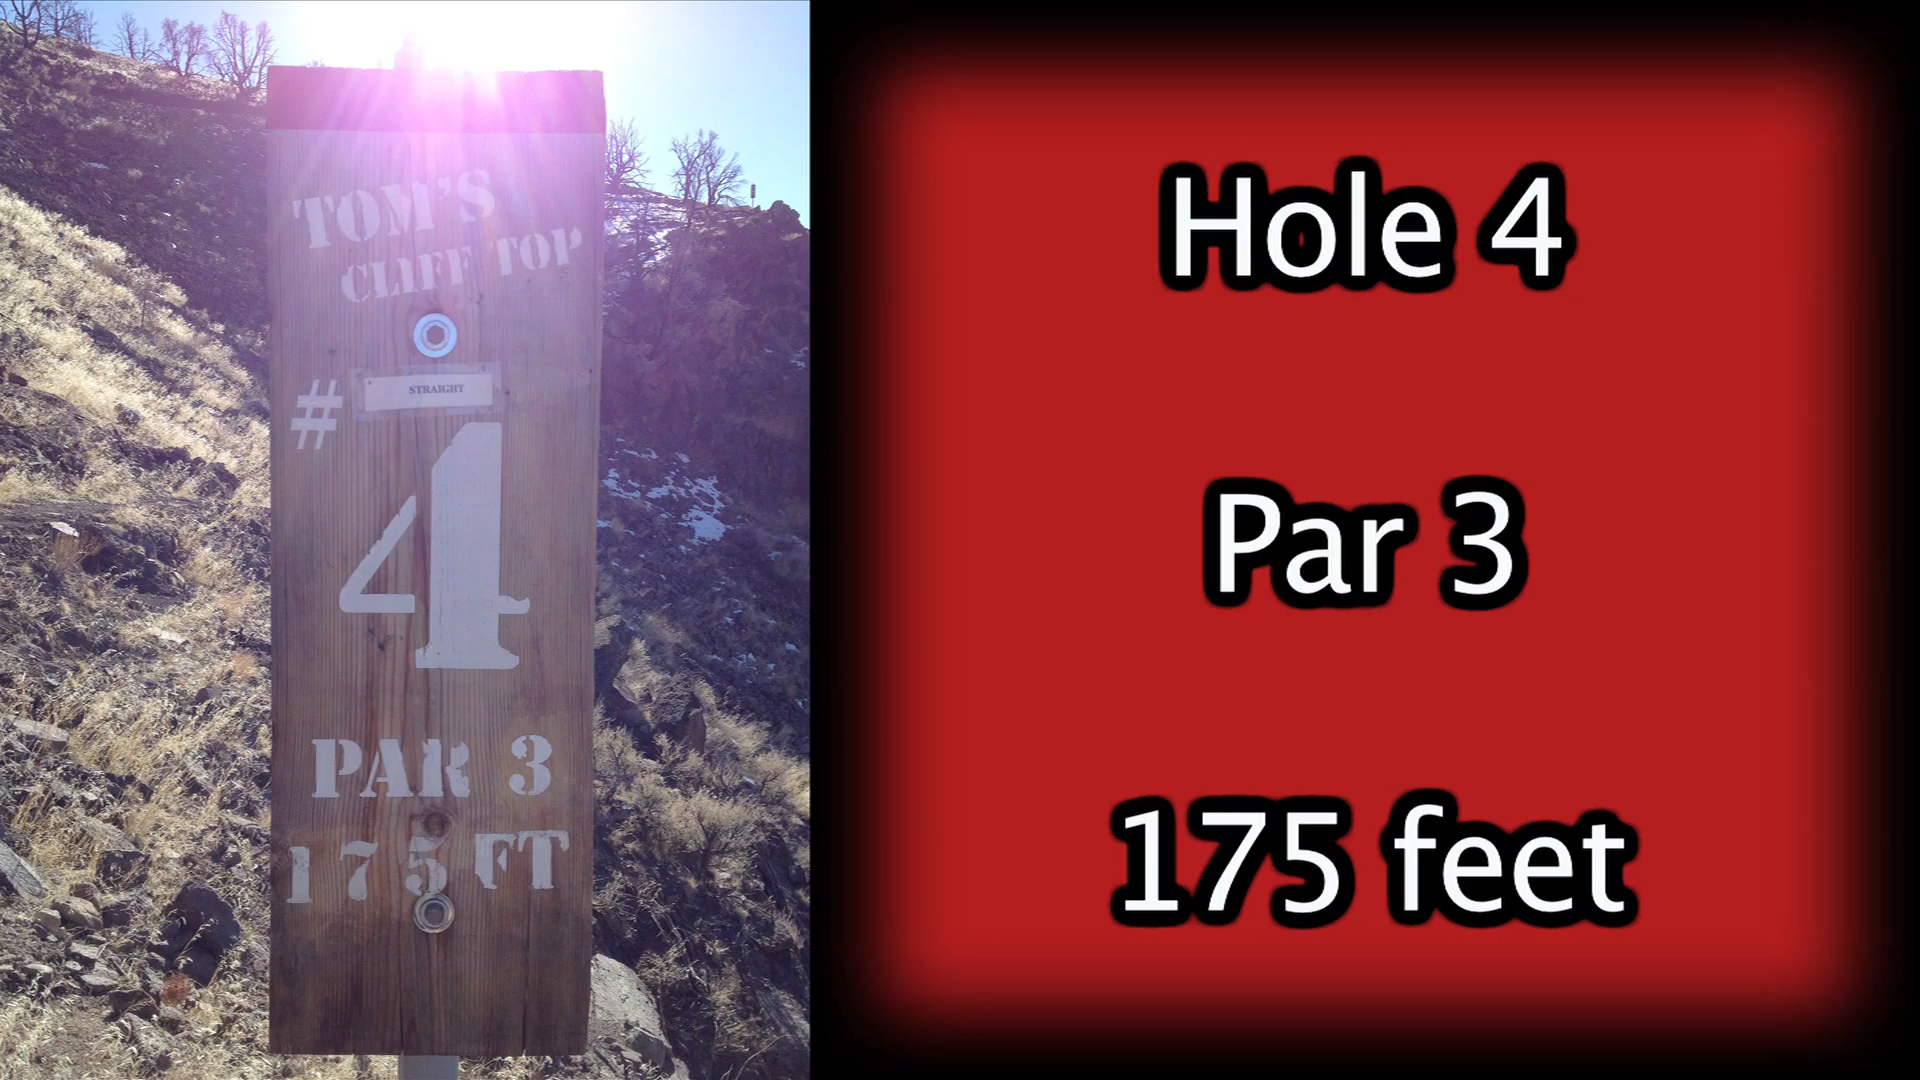 TOM'S
CLIFF TOP
STRAIGHT
#
4
PAR 3
175 FT
Hole 4
Par 3
175 feet